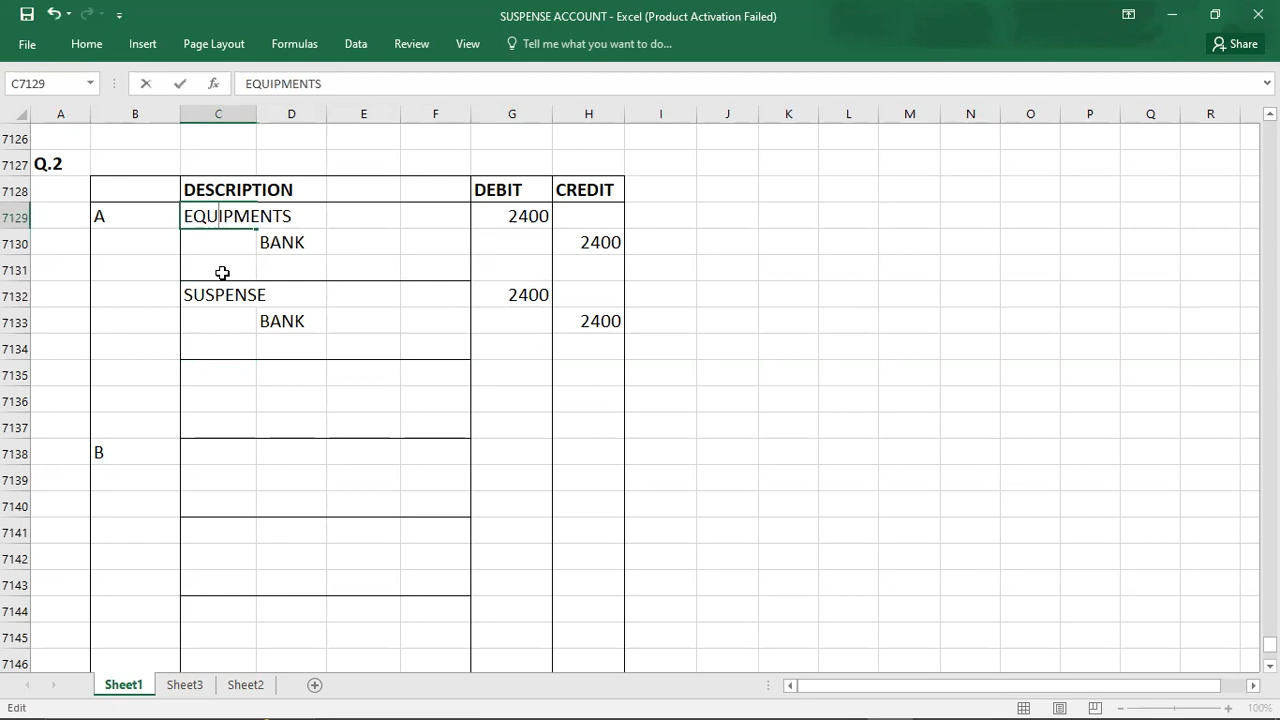 SUSPENSE ACCOUNT - Excel (Product Activation Failed)
File Home Insert Page Layout Formulas Data Review View Tell me what you want to do... Share
C7129 fx EQUIPMENTS
A B C D E F G H I J K L M N O P Q R
7126
7127 Q.2
7128 DESCRIPTION DEBIT CREDIT
7129 A EQUIPMENTS 2400
7130 BANK 2400
7131
7132 SUSPENSE 2400
7133 BANK 2400
7134
7135
7136
7137
7138 B
7139
7140
7141
7142
7143
7144
7145
7146
Sheet1 Sheet3 Sheet2
Edit 100%